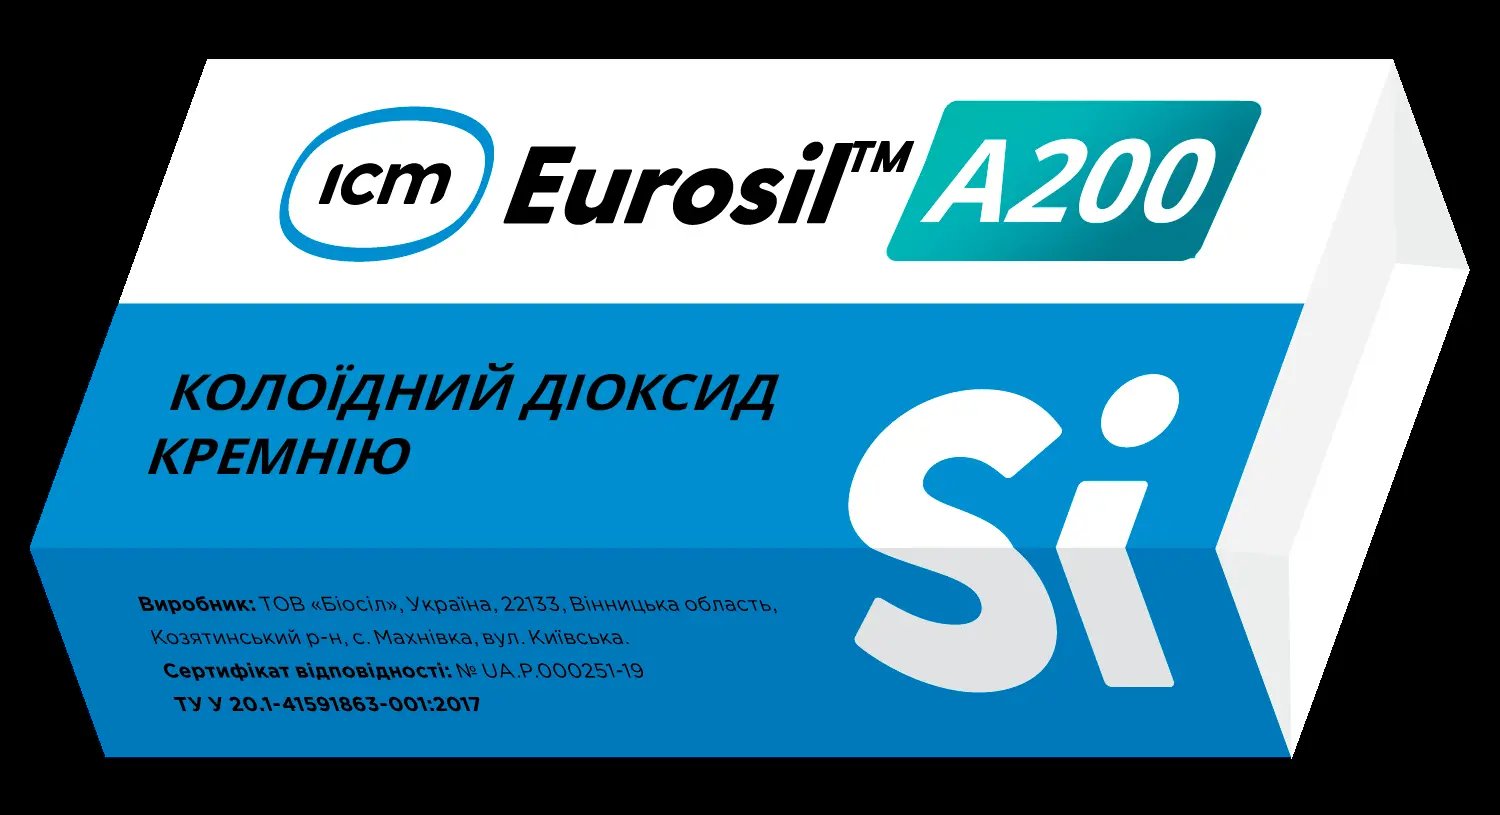 ıcm Eurosil™ A200
КОЛОЇДНИЙ ДІОКСИД
КРЕМНІЮ
Si
Виробник: ТОВ «Біосіл», Україна, 22133, Вінницька область,
Козятинський р-н, с. Махнівка, вул. Київська.
Сертифікат відповідності: № UA.P.000251-19
ТУ У 20.1-41591863-001:2017